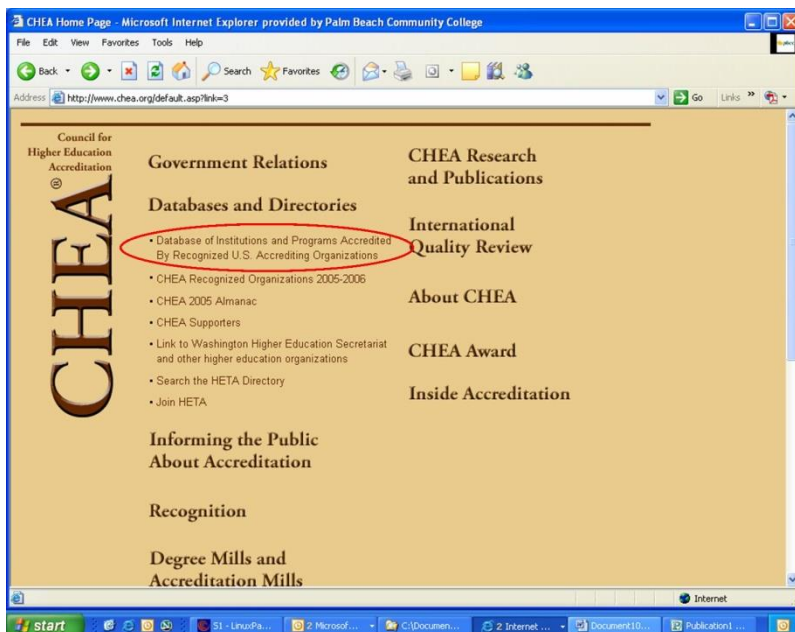 CHEA Home Page - Microsoft Internet Explorer provided by Palm Beach Community College
File Edit View Favorites Tools Help
Back Search Favorites
Address http://www.chea.org/default.asp?link=3 Go Links »
Council for
Higher Education
Accreditation
CHEA®
Government Relations
Databases and Directories
• Database of Institutions and Programs Accredited
By Recognized U.S. Accrediting Organizations
• CHEA Recognized Organizations 2005-2006
• CHEA 2005 Almanac
• CHEA Supporters
• Link to Washington Higher Education Secretariat
and other higher education organizations
• Search the HETA Directory
• Join HETA
Informing the Public
About Accreditation
Recognition
Degree Mills and
Accreditation Mills
CHEA Research
and Publications
International
Quality Review
About CHEA
CHEA Award
Inside Accreditation
Internet
start S1 - LinuxPa... 2 Microsof... C:\Documen... 2 Internet ... Document10... Publication1 ...